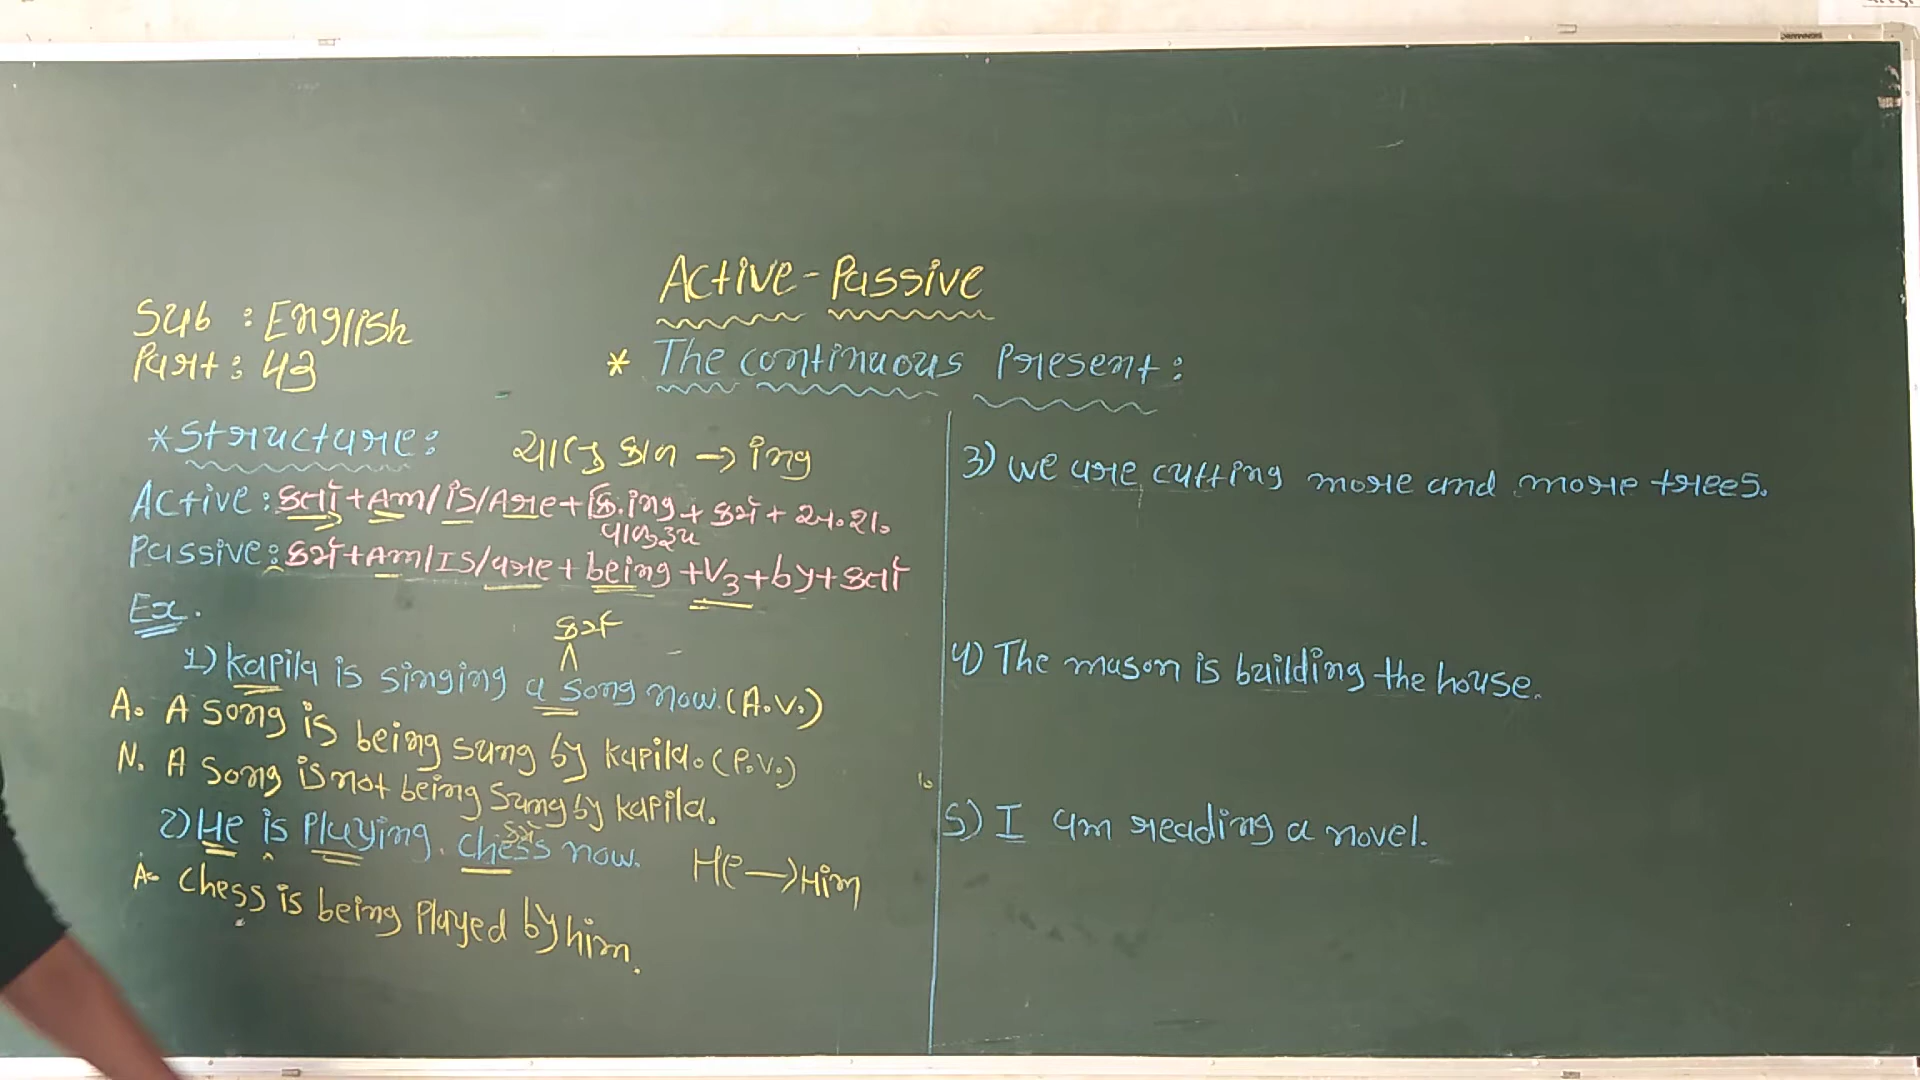 Active-Passive
Sub : English
Part : 43
* The continuous Present :
* Structure :
ચાલુ કાળ → ing
Active : કર્તા + Am/is/Are + ક્રિ.ing + કર્મ + અ.શ.
વાળુ રૂપ
Passive : કર્મ + Am/Is/are + being + V3 + by + કર્તા
Ex.
કર્મ
1) Kapila is singing a song now. (A.V.)
A. A song is being sung by kapila. (P.V.)
N. A song is not being sung by kapila.
કર્મ
2) He is Playing chess now.
He → Him
A. chess is being Played by him.
3) we are cutting more and more trees.
4) The mason is building the house.
5) I am reading a novel.